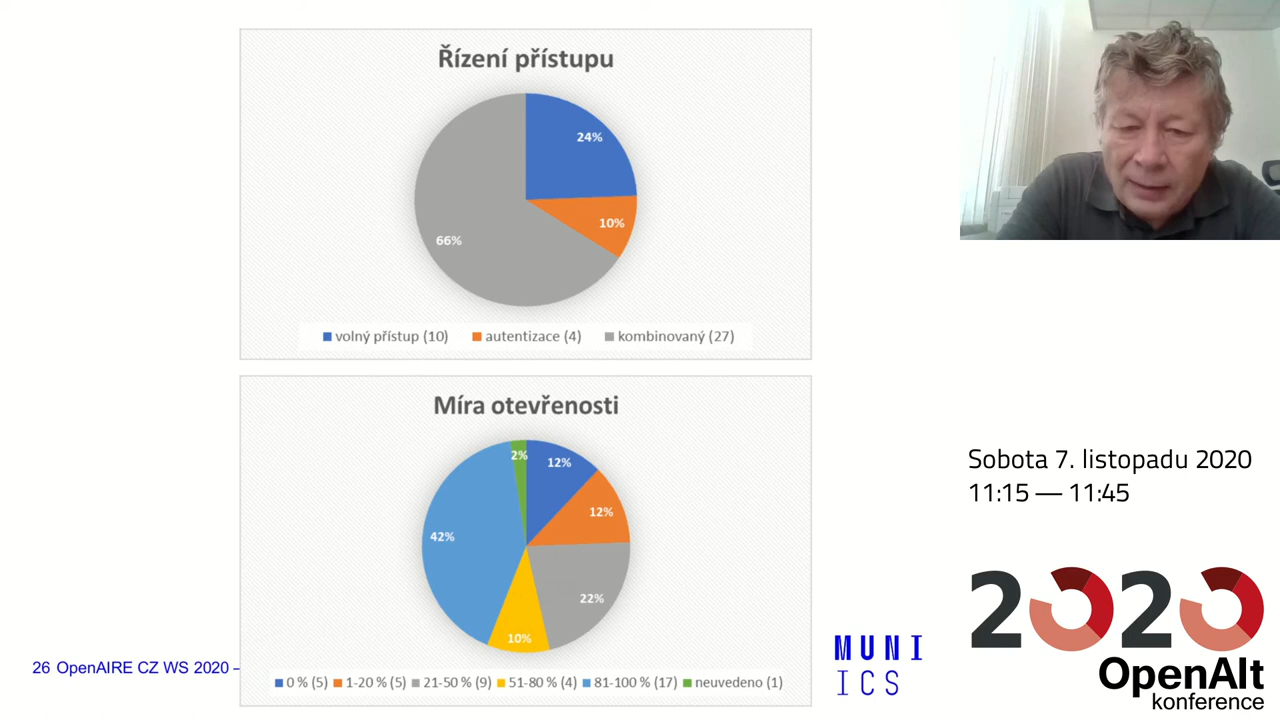 Řízení přístupu
24%
10%
66%
volný přístup (10) autentizace (4) kombinovaný (27)
Míra otevřenosti
2%
12%
12%
42%
22%
10%
0 % (5) 1-20 % (5) 21-50 % (9) 51-80 % (4) 81-100 % (17) neuvedeno (1)
26 OpenAIRE CZ WS 2020 –
MUNI
ICS
Sobota 7. listopadu 2020
11:15 — 11:45
2020
OpenAlt
konference